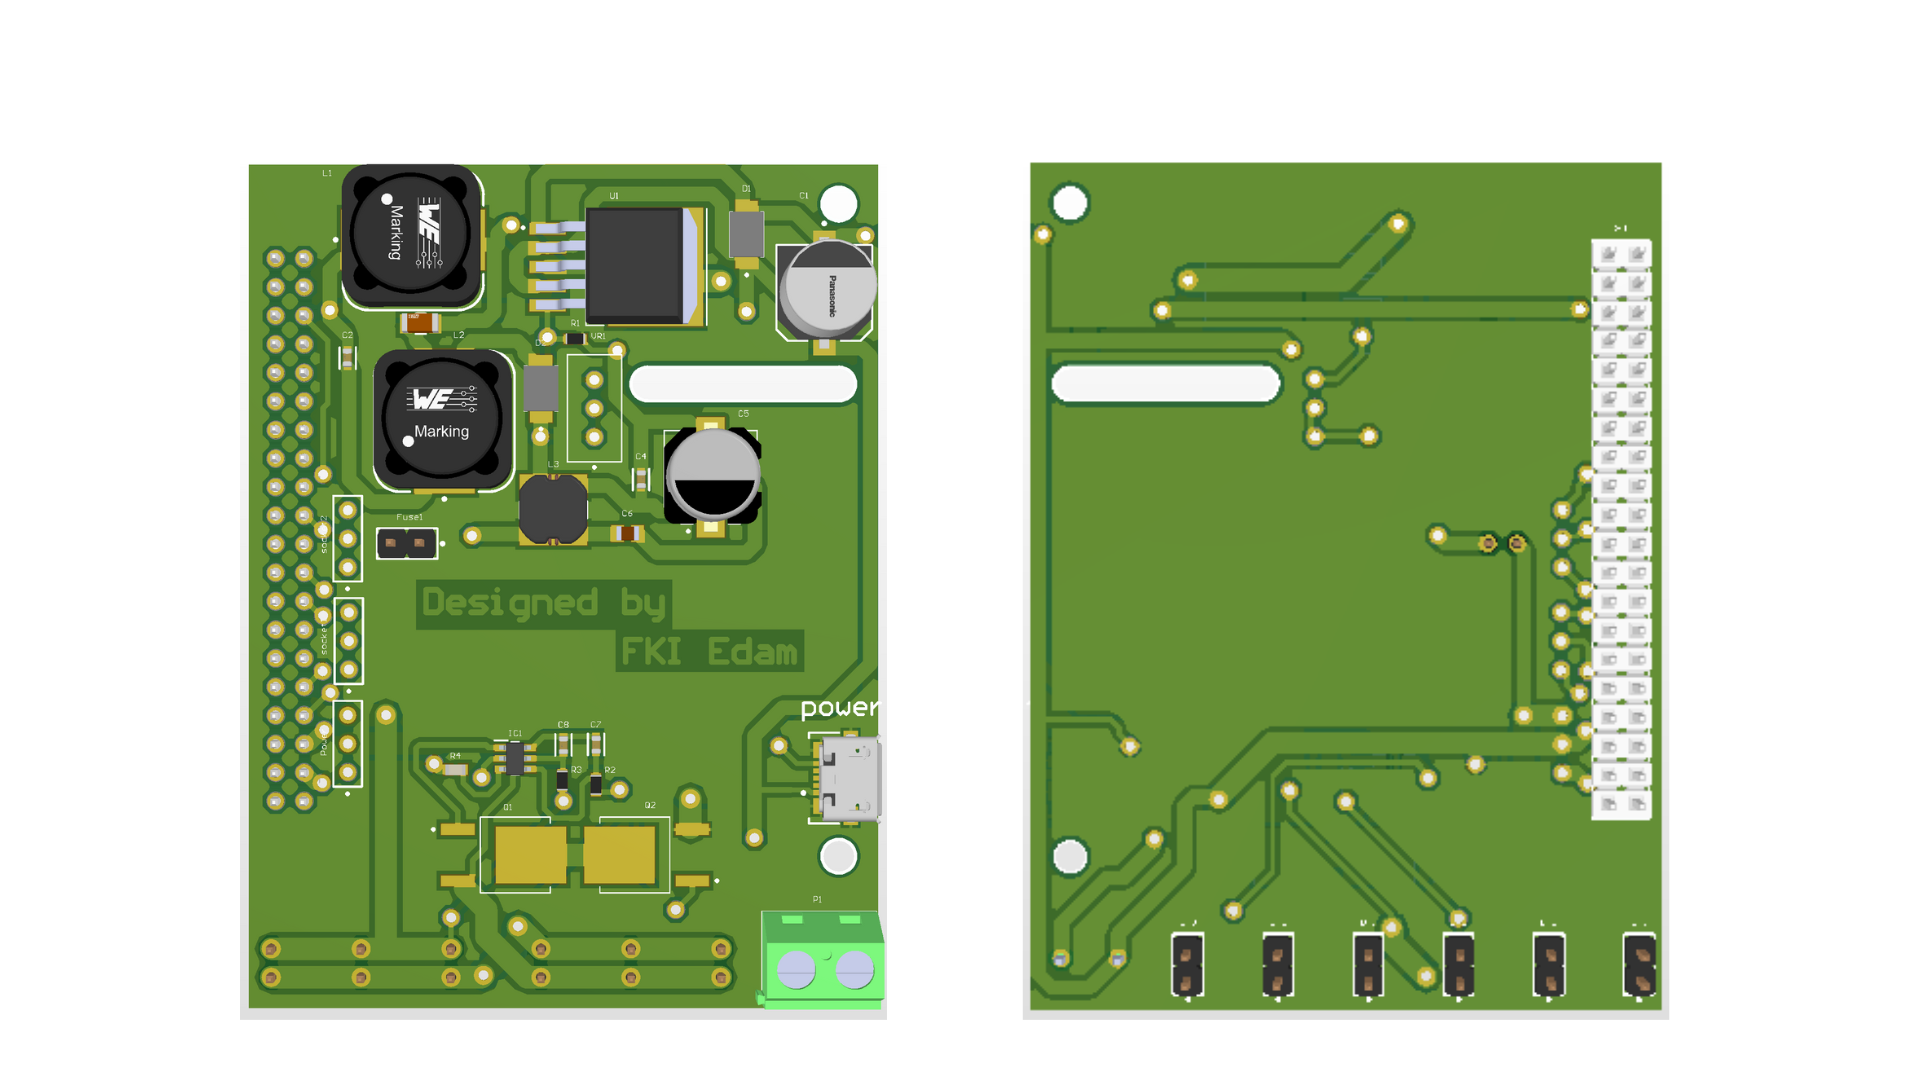 L1
WE
Marking
U1
D1
C1
Panasonic
R1
VR1
C2
L2
WE
Marking
C5
L3
C4
C6
Fuse1
Designed by
FKI Edam
power
IC1
C8
C7
R4
R3
R2
Q1
Q2
P1